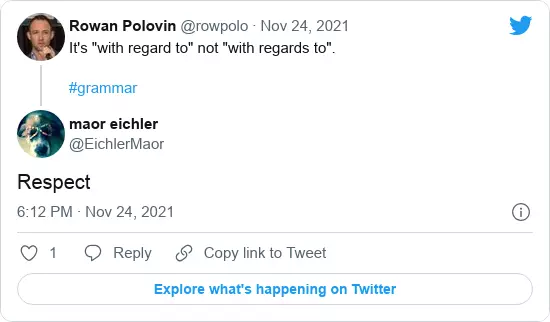 Rowan Polovin @rowpolo · Nov 24, 2021
It's "with regard to" not "with regards to".
#grammar
maor eichler
@EichlerMaor
Respect
6:12 PM · Nov 24, 2021
1 Reply Copy link to Tweet
Explore what's happening on Twitter